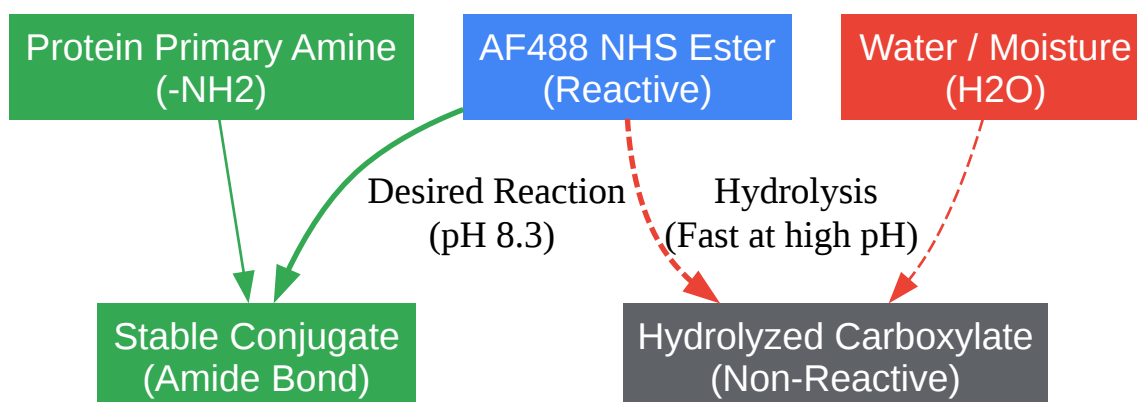 Protein Primary Amine
(-NH2)
AF488 NHS Ester
(Reactive)
Water / Moisture
(H2O)
Desired Reaction
(pH 8.3)
Hydrolysis
(Fast at high pH)
Stable Conjugate
(Amide Bond)
Hydrolyzed Carboxylate
(Non-Reactive)